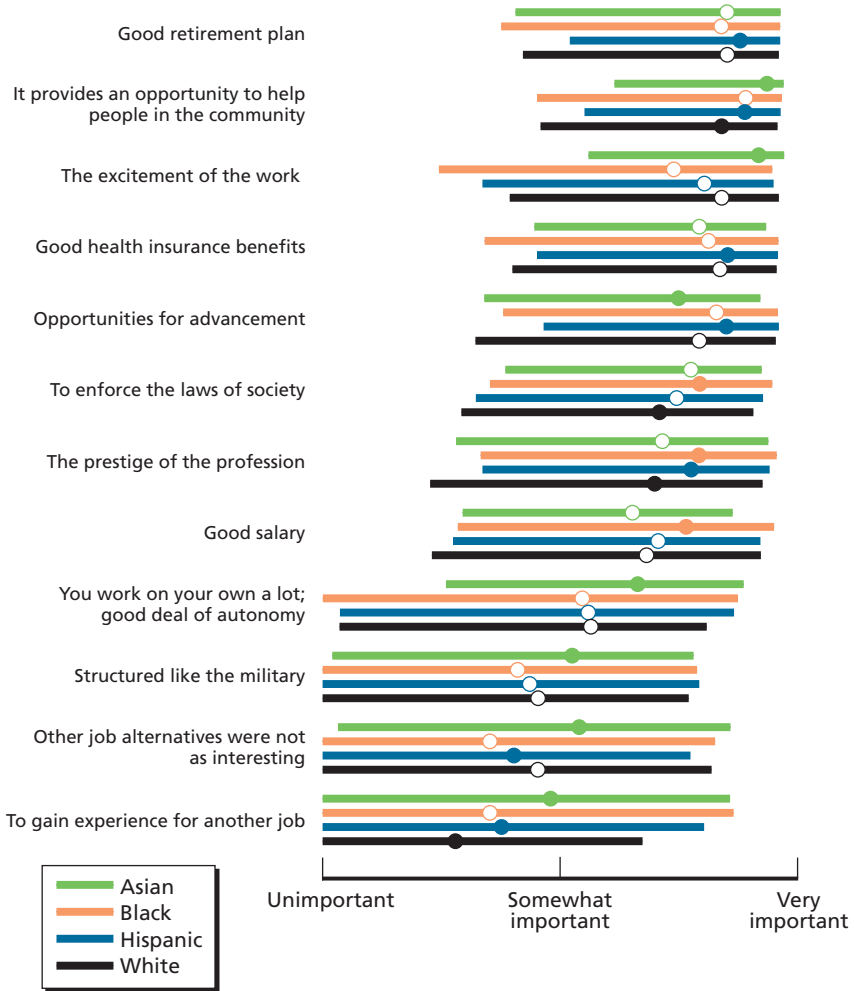 Good retirement plan
It provides an opportunity to help
people in the community
The excitement of the work
Good health insurance benefits
Opportunities for advancement
To enforce the laws of society
The prestige of the profession
Good salary
You work on your own a lot;
good deal of autonomy
Structured like the military
Other job alternatives were not
as interesting
To gain experience for another job
Unimportant
Somewhat
important
Very
important
Asian
Black
Hispanic
White